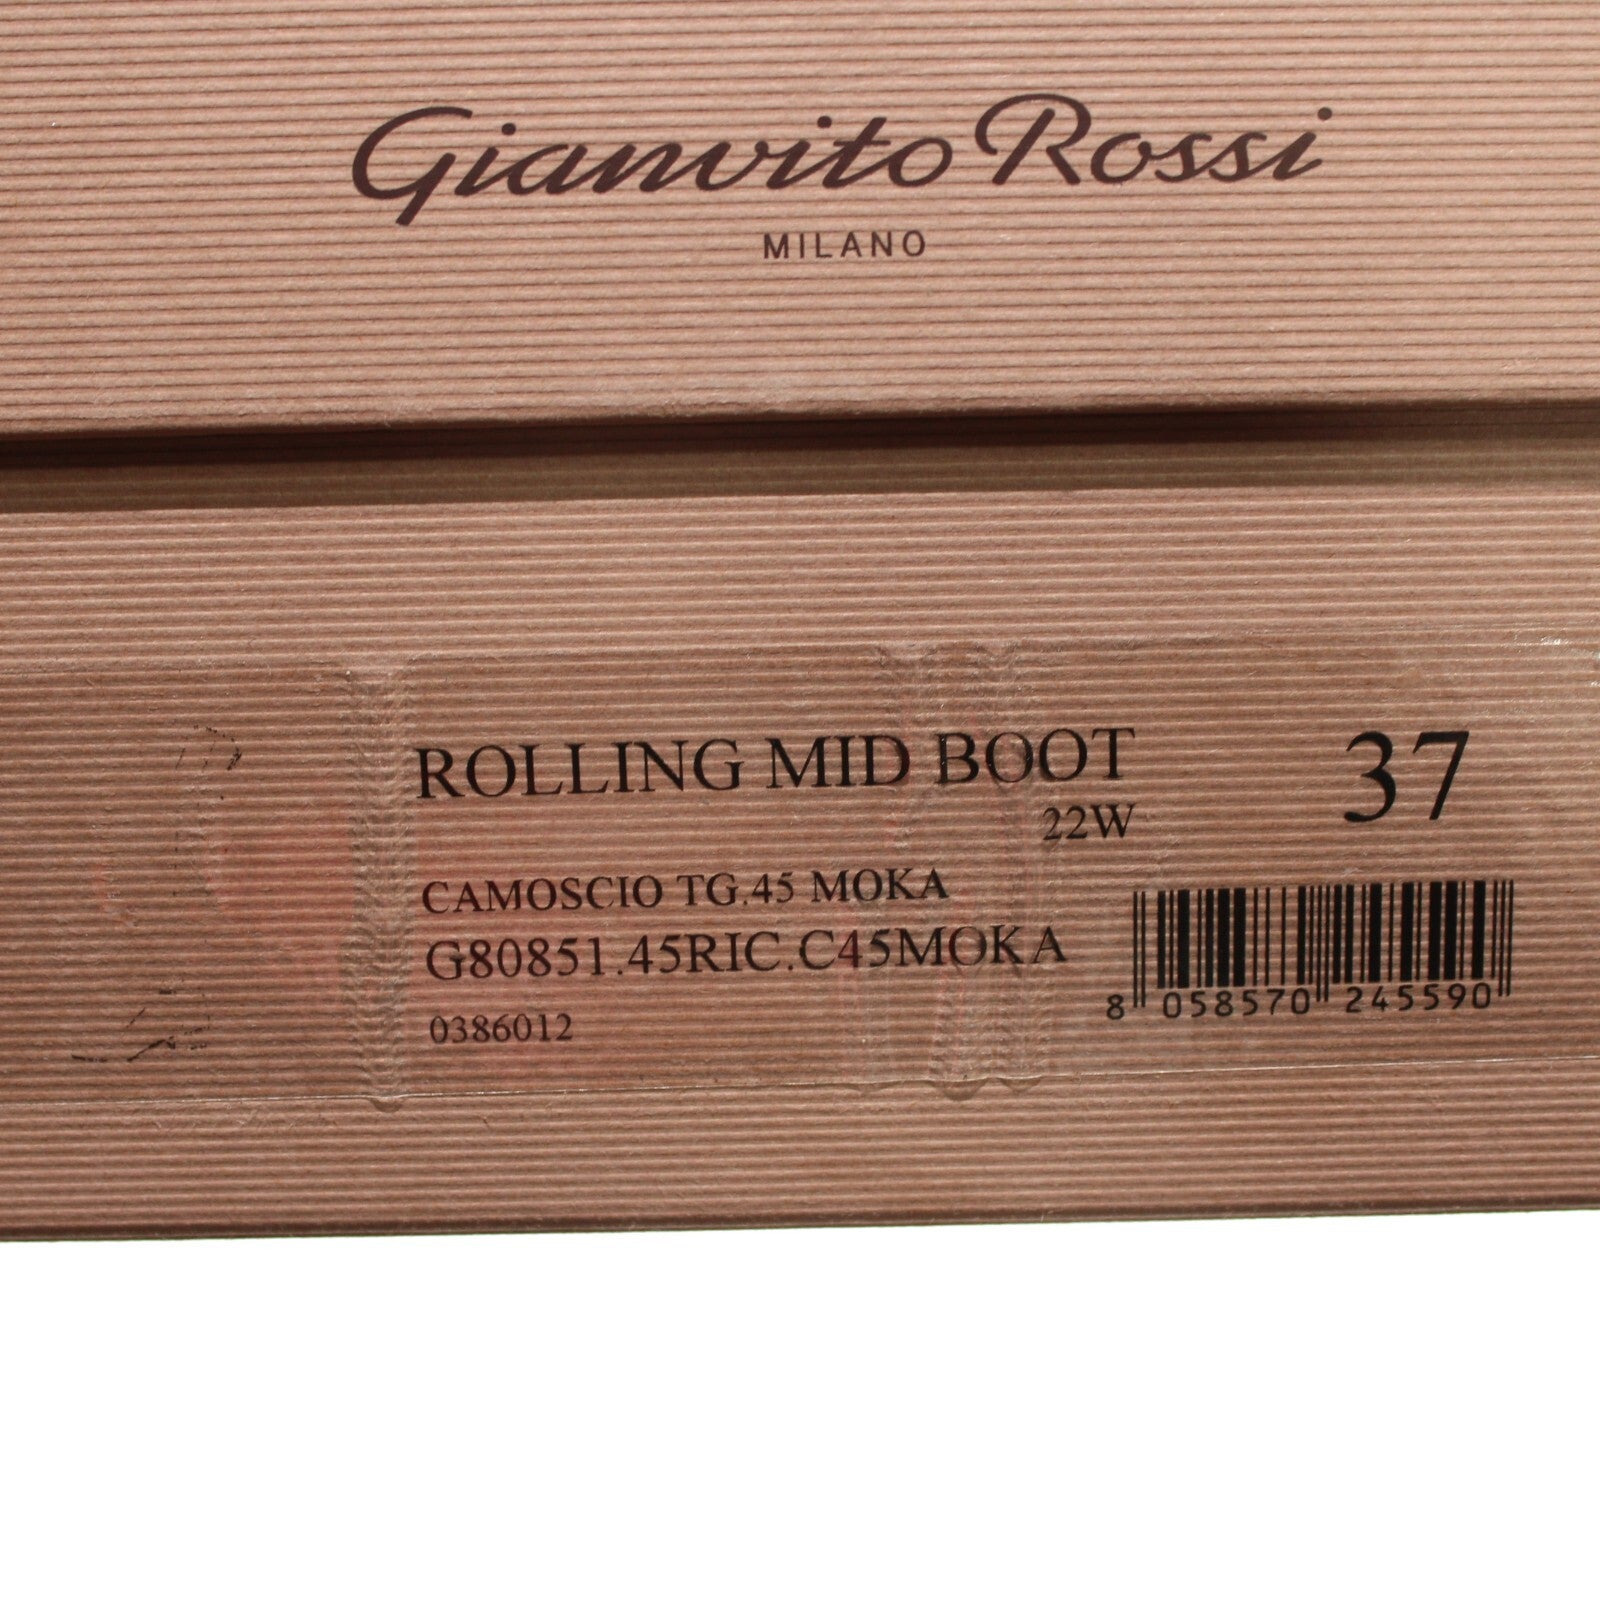 Gianvito Rossi
MILANO
ROLLING MID BOOT 37
22W
CAMOSCIO TG.45 MOKA
G80851.45RIC.C45MOKA
0386012
8 058570 245590